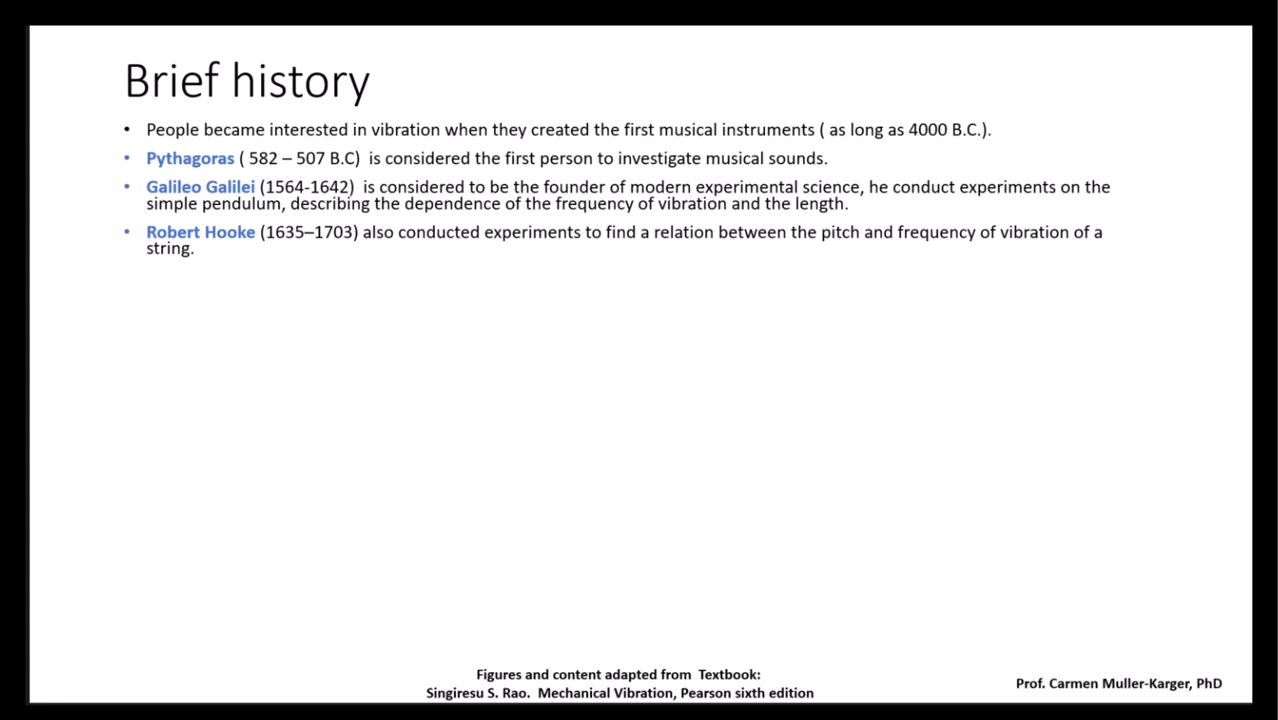 Brief history
• People became interested in vibration when they created the first musical instruments ( as long as 4000 B.C.).
• Pythagoras ( 582 – 507 B.C)  is considered the first person to investigate musical sounds.
• Galileo Galilei (1564-1642)  is considered to be the founder of modern experimental science, he conduct experiments on the
simple pendulum, describing the dependence of the frequency of vibration and the length.
• Robert Hooke (1635–1703) also conducted experiments to find a relation between the pitch and frequency of vibration of a
string.
Figures and content adapted from  Textbook:
Singiresu S. Rao.  Mechanical Vibration, Pearson sixth edition
Prof. Carmen Muller-Karger, PhD